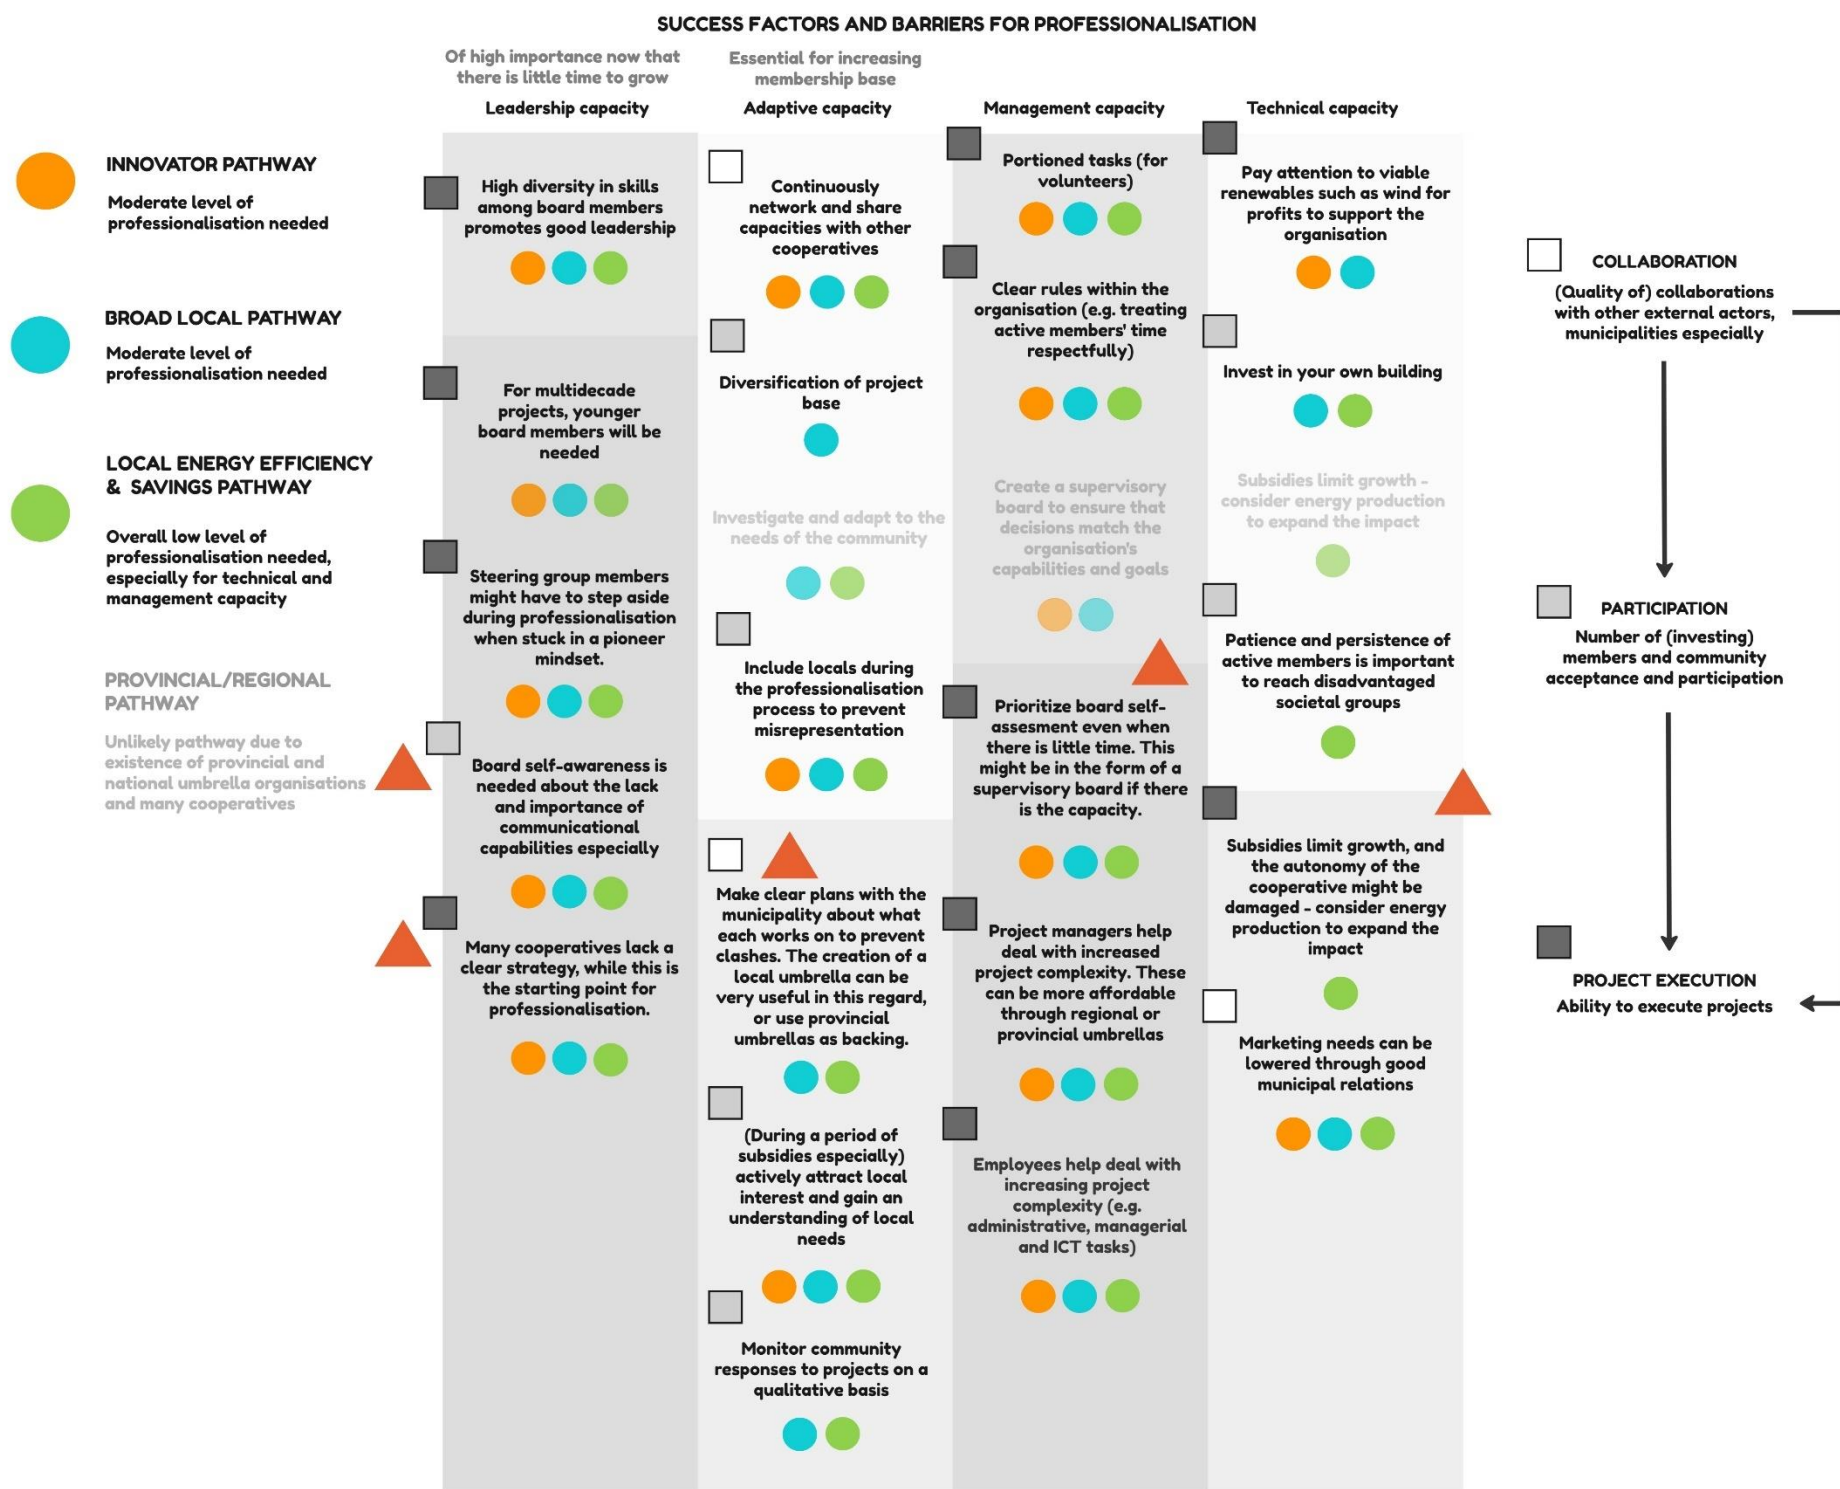 SUCCESS FACTORS AND BARRIERS FOR PROFESSIONALISATION
Of high importance now that
there is little time to grow
Leadership capacity
Essential for increasing
membership base
Adaptive capacity
Management capacity
Technical capacity
INNOVATOR PATHWAY
Moderate level of
professionalisation needed
BROAD LOCAL PATHWAY
Moderate level of
professionalisation needed
LOCAL ENERGY EFFICIENCY
& SAVINGS PATHWAY
Overall low level of
professionalisation needed,
especially for technical and
management capacity
PROVINCIAL/REGIONAL
PATHWAY
Unlikely pathway due to
existence of provincial and
national umbrella organisations
and many cooperatives
High diversity in skills
among board members
promotes good leadership
For multidecade
projects, younger
board members will be
needed
Steering group members
might have to step aside
during professionalisation
when stuck in a pioneer
mindset.
Board self-awareness is
needed about the lack
and importance of
communicational
capabilities especially
Many cooperatives lack a
clear strategy, while this is
the starting point for
professionalisation.
Continuously
network and share
capacities with other
cooperatives
Diversification of project
base
Investigate and adapt to the
needs of the community
Include locals during
the professionalisation
process to prevent
misrepresentation
Make clear plans with the
municipality about what
each works on to prevent
clashes. The creation of a
local umbrella can be
very useful in this regard,
or use provincial
umbrellas as backing.
(During a period of
subsidies especially)
actively attract local
interest and gain an
understanding of local
needs
Monitor community
responses to projects on a
qualitative basis
Portioned tasks (for
volunteers)
Clear rules within the
organisation (e.g. treating
active members' time
respectfully)
Create a supervisory
board to ensure that
decisions match the
organisation's
capabilities and goals
Prioritize board self-
assesment even when
there is little time. This
might be in the form of a
supervisory board if there
is the capacity.
Project managers help
deal with increased
project complexity. These
can be more affordable
through regional or
provincial umbrellas
Employees help deal with
increasing project
complexity (e.g.
administrative, managerial
and ICT tasks)
Pay attention to viable
renewables such as wind for
profits to support the
organisation
Invest in your own building
Subsidies limit growth -
consider energy production
to expand the impact
Patience and persistence of
active members is important
to reach disadvantaged
societal groups
Subsidies limit growth, and
the autonomy of the
cooperative might be
damaged - consider energy
production to expand the
impact
Marketing needs can be
lowered through good
municipal relations
COLLABORATION
(Quality of) collaborations
with other external actors,
municipalities especially
PARTICIPATION
Number of (investing)
members and community
acceptance and participation
PROJECT EXECUTION
Ability to execute projects